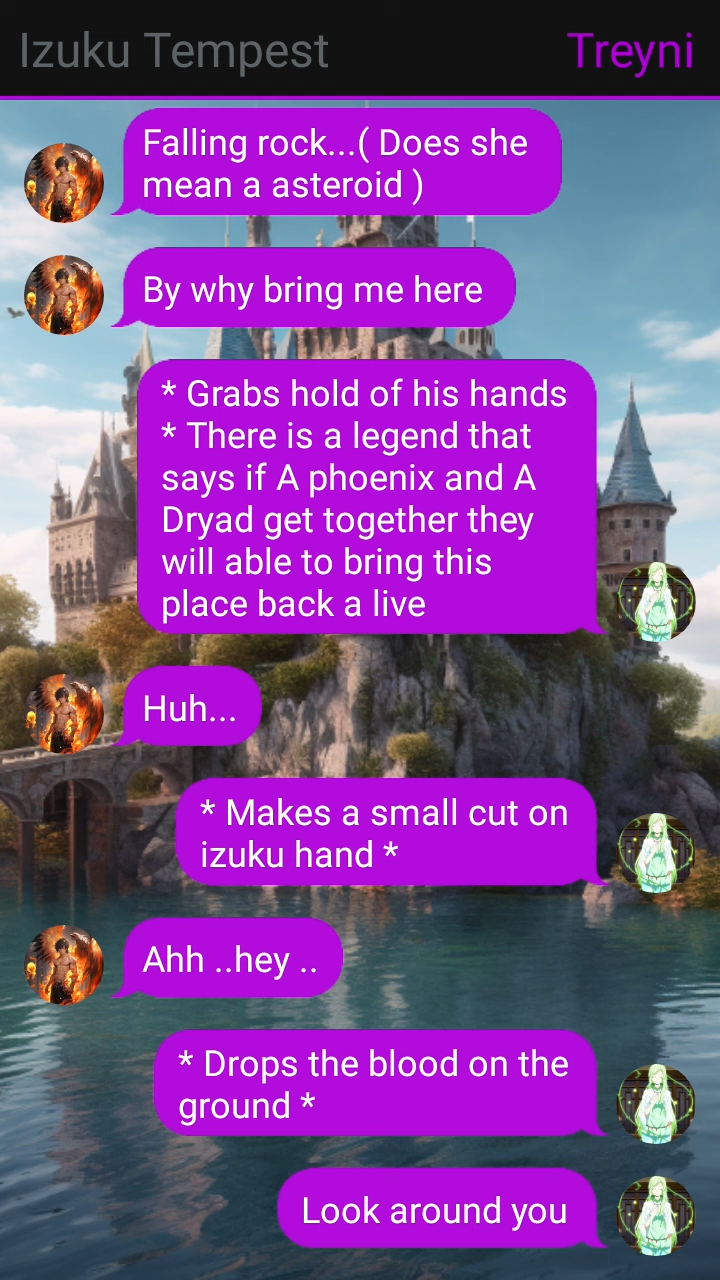 Izuku Tempest
Treyni
Falling rock...( Does she
mean a asteroid )
By why bring me here
* Grabs hold of his hands
* There is a legend that
says if A phoenix and A
Dryad get together they
will able to bring this
place back a live
Huh...
* Makes a small cut on
izuku hand *
Ahh ..hey ..
* Drops the blood on the
ground *
Look around you